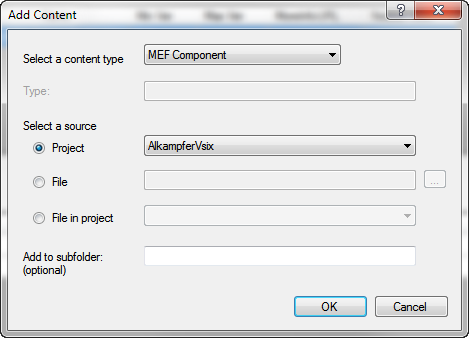 Add Content
Select a content type MEF Component
Type:
Select a source
Project AlkampferVsix
File ...
File in project
Add to subfolder:
(optional)
OK Cancel